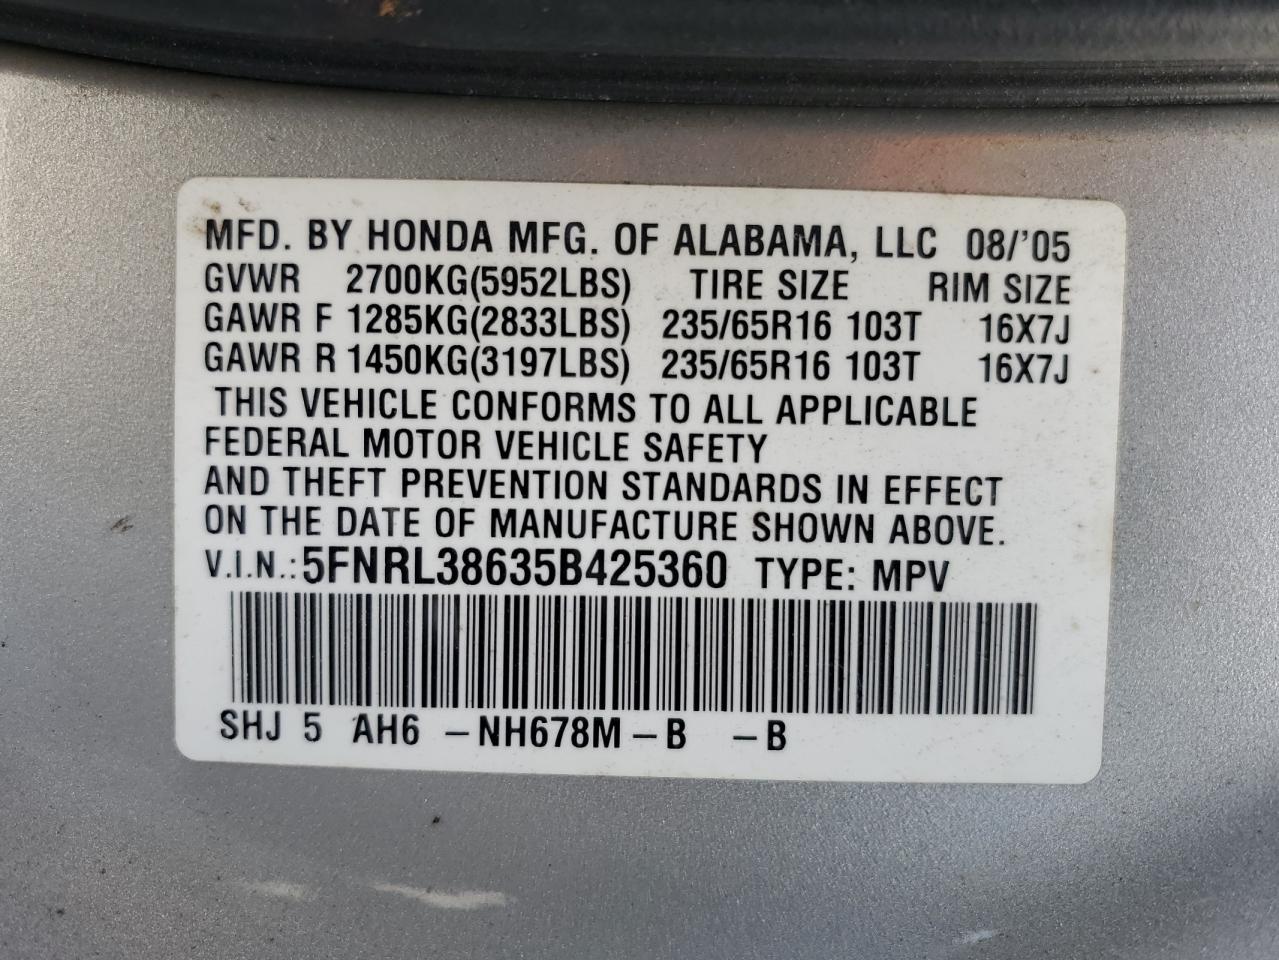 MFD. BY HONDA MFG. OF ALABAMA, LLC 08/'05
GVWR 2700KG(5952LBS) TIRE SIZE RIM SIZE
GAWR F 1285KG(2833LBS) 235/65R16 103T 16X7J
GAWR R 1450KG(3197LBS) 235/65R16 103T 16X7J
THIS VEHICLE CONFORMS TO ALL APPLICABLE
FEDERAL MOTOR VEHICLE SAFETY
AND THEFT PREVENTION STANDARDS IN EFFECT
ON THE DATE OF MANUFACTURE SHOWN ABOVE.
V.I.N.: 5FNRL38635B425360 TYPE: MPV
SHJ 5 AH6 -NH678M-B -B